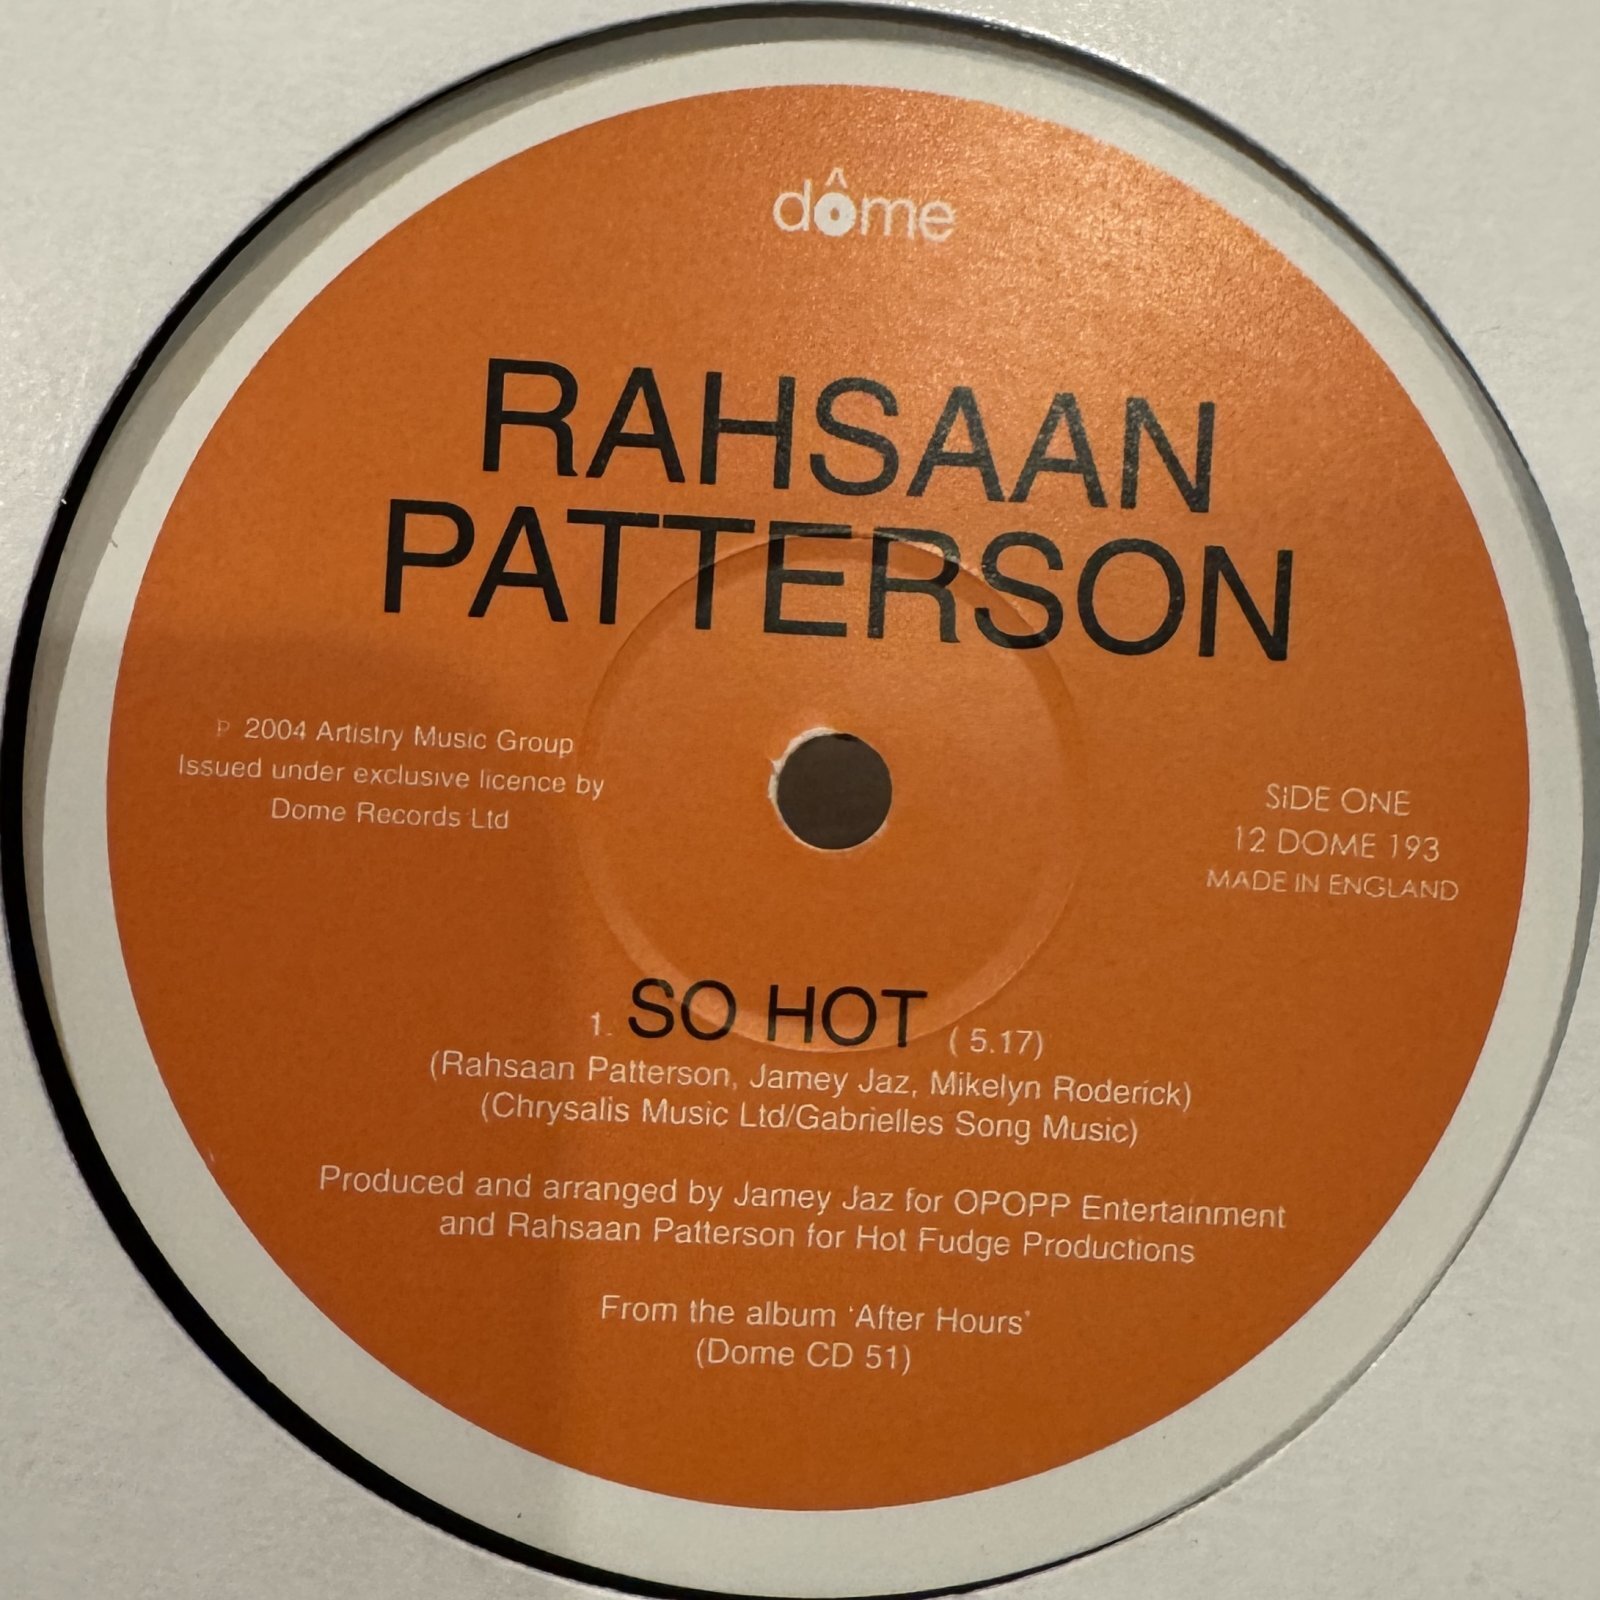 dôme
RAHSAAN
PATTERSON
℗ 2004 Artistry Music Group
Issued under exclusive licence by
Dome Records Ltd
SIDE ONE
12 DOME 193
MADE IN ENGLAND
1. SO HOT ( 5.17)
(Rahsaan Patterson, Jamey Jaz, Mikelyn Roderick)
(Chrysalis Music Ltd/Gabrielles Song Music)
Produced and arranged by Jamey Jaz for OPOPP Entertainment
and Rahsaan Patterson for Hot Fudge Productions
From the album ‘After Hours’
(Dome CD 51)